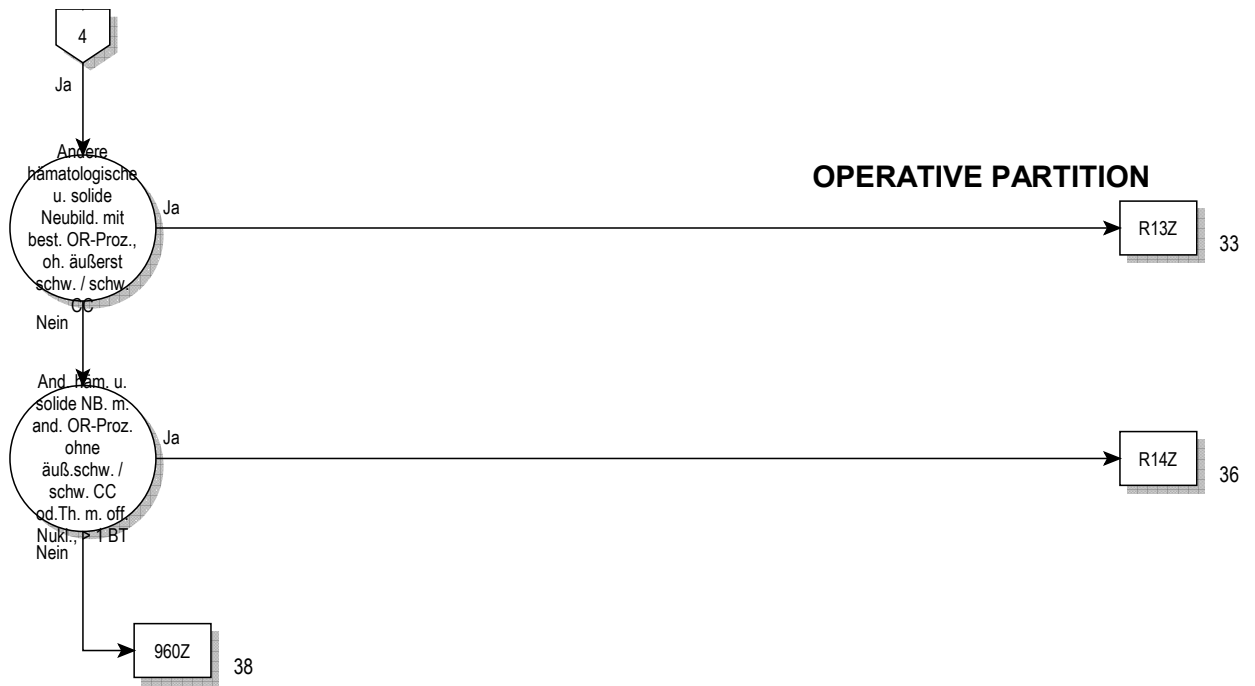 4
Ja
Andere
hämatologische
u. solide
Neubild. mit
best. OR-Proz.,
oh. äußerst
schw. / schw.
CC
Ja
OPERATIVE PARTITION
R13Z
33
Nein
And. häm. u.
solide NB. m.
and. OR-Proz.
ohne
äuß.schw. /
schw. CC
od.Th. m. off.
Nukl., > 1 BT
Ja
R14Z
36
Nein
960Z
38